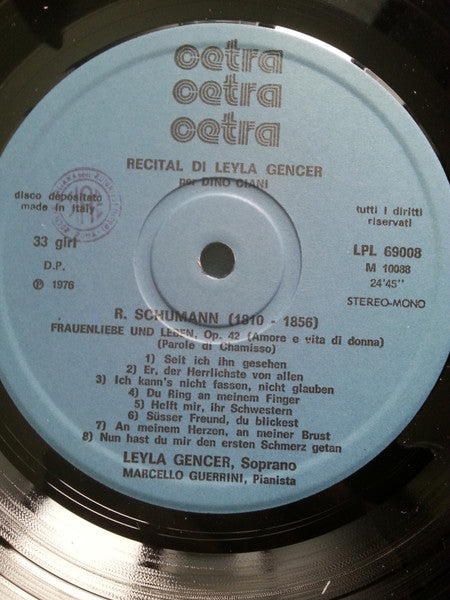 cetra
cetra
cetra
RECITAL DI LEYLA GENCER
per DINO CIANI
disco depositato
made in Italy
tutti i diritti
riservati
33 giri
D.P.
℗ 1976
LPL 69008
M 10088
24'45"
STEREO-MONO
R. SCHUMANN (1810 - 1856)
FRAUENLIEBE UND LEBEN, Op. 42 (Amore e vita di donna)
(Parole di Chamisso)
1) Seit ich ihn gesehen
2) Er, der Herrlichste von allen
3) Ich kann's nicht fassen, nicht glauben
4) Du Ring an meinem Finger
5) Helft mir, ihr Schwestern
6) Süsser Freund, du blickest
7) An meinem Herzen, an meiner Brust
8) Nun hast du mir den ersten Schmerz getan
LEYLA GENCER, Soprano
MARCELLO GUERRINI, Pianista